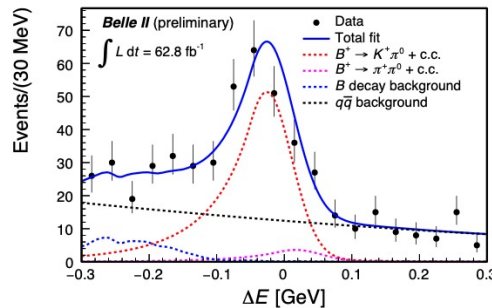 Belle II (preliminary)
∫ L dt = 62.8 fb⁻¹
Data
Total fit
B⁺ → K⁺π⁰ + c.c.
B⁺ → π⁺π⁰ + c.c.
B decay background
qq̅ background
Events/(30 MeV)
70
60
50
40
30
20
10
0
−0.3 −0.2 −0.1 0 0.1 0.2 0.3
ΔE [GeV]